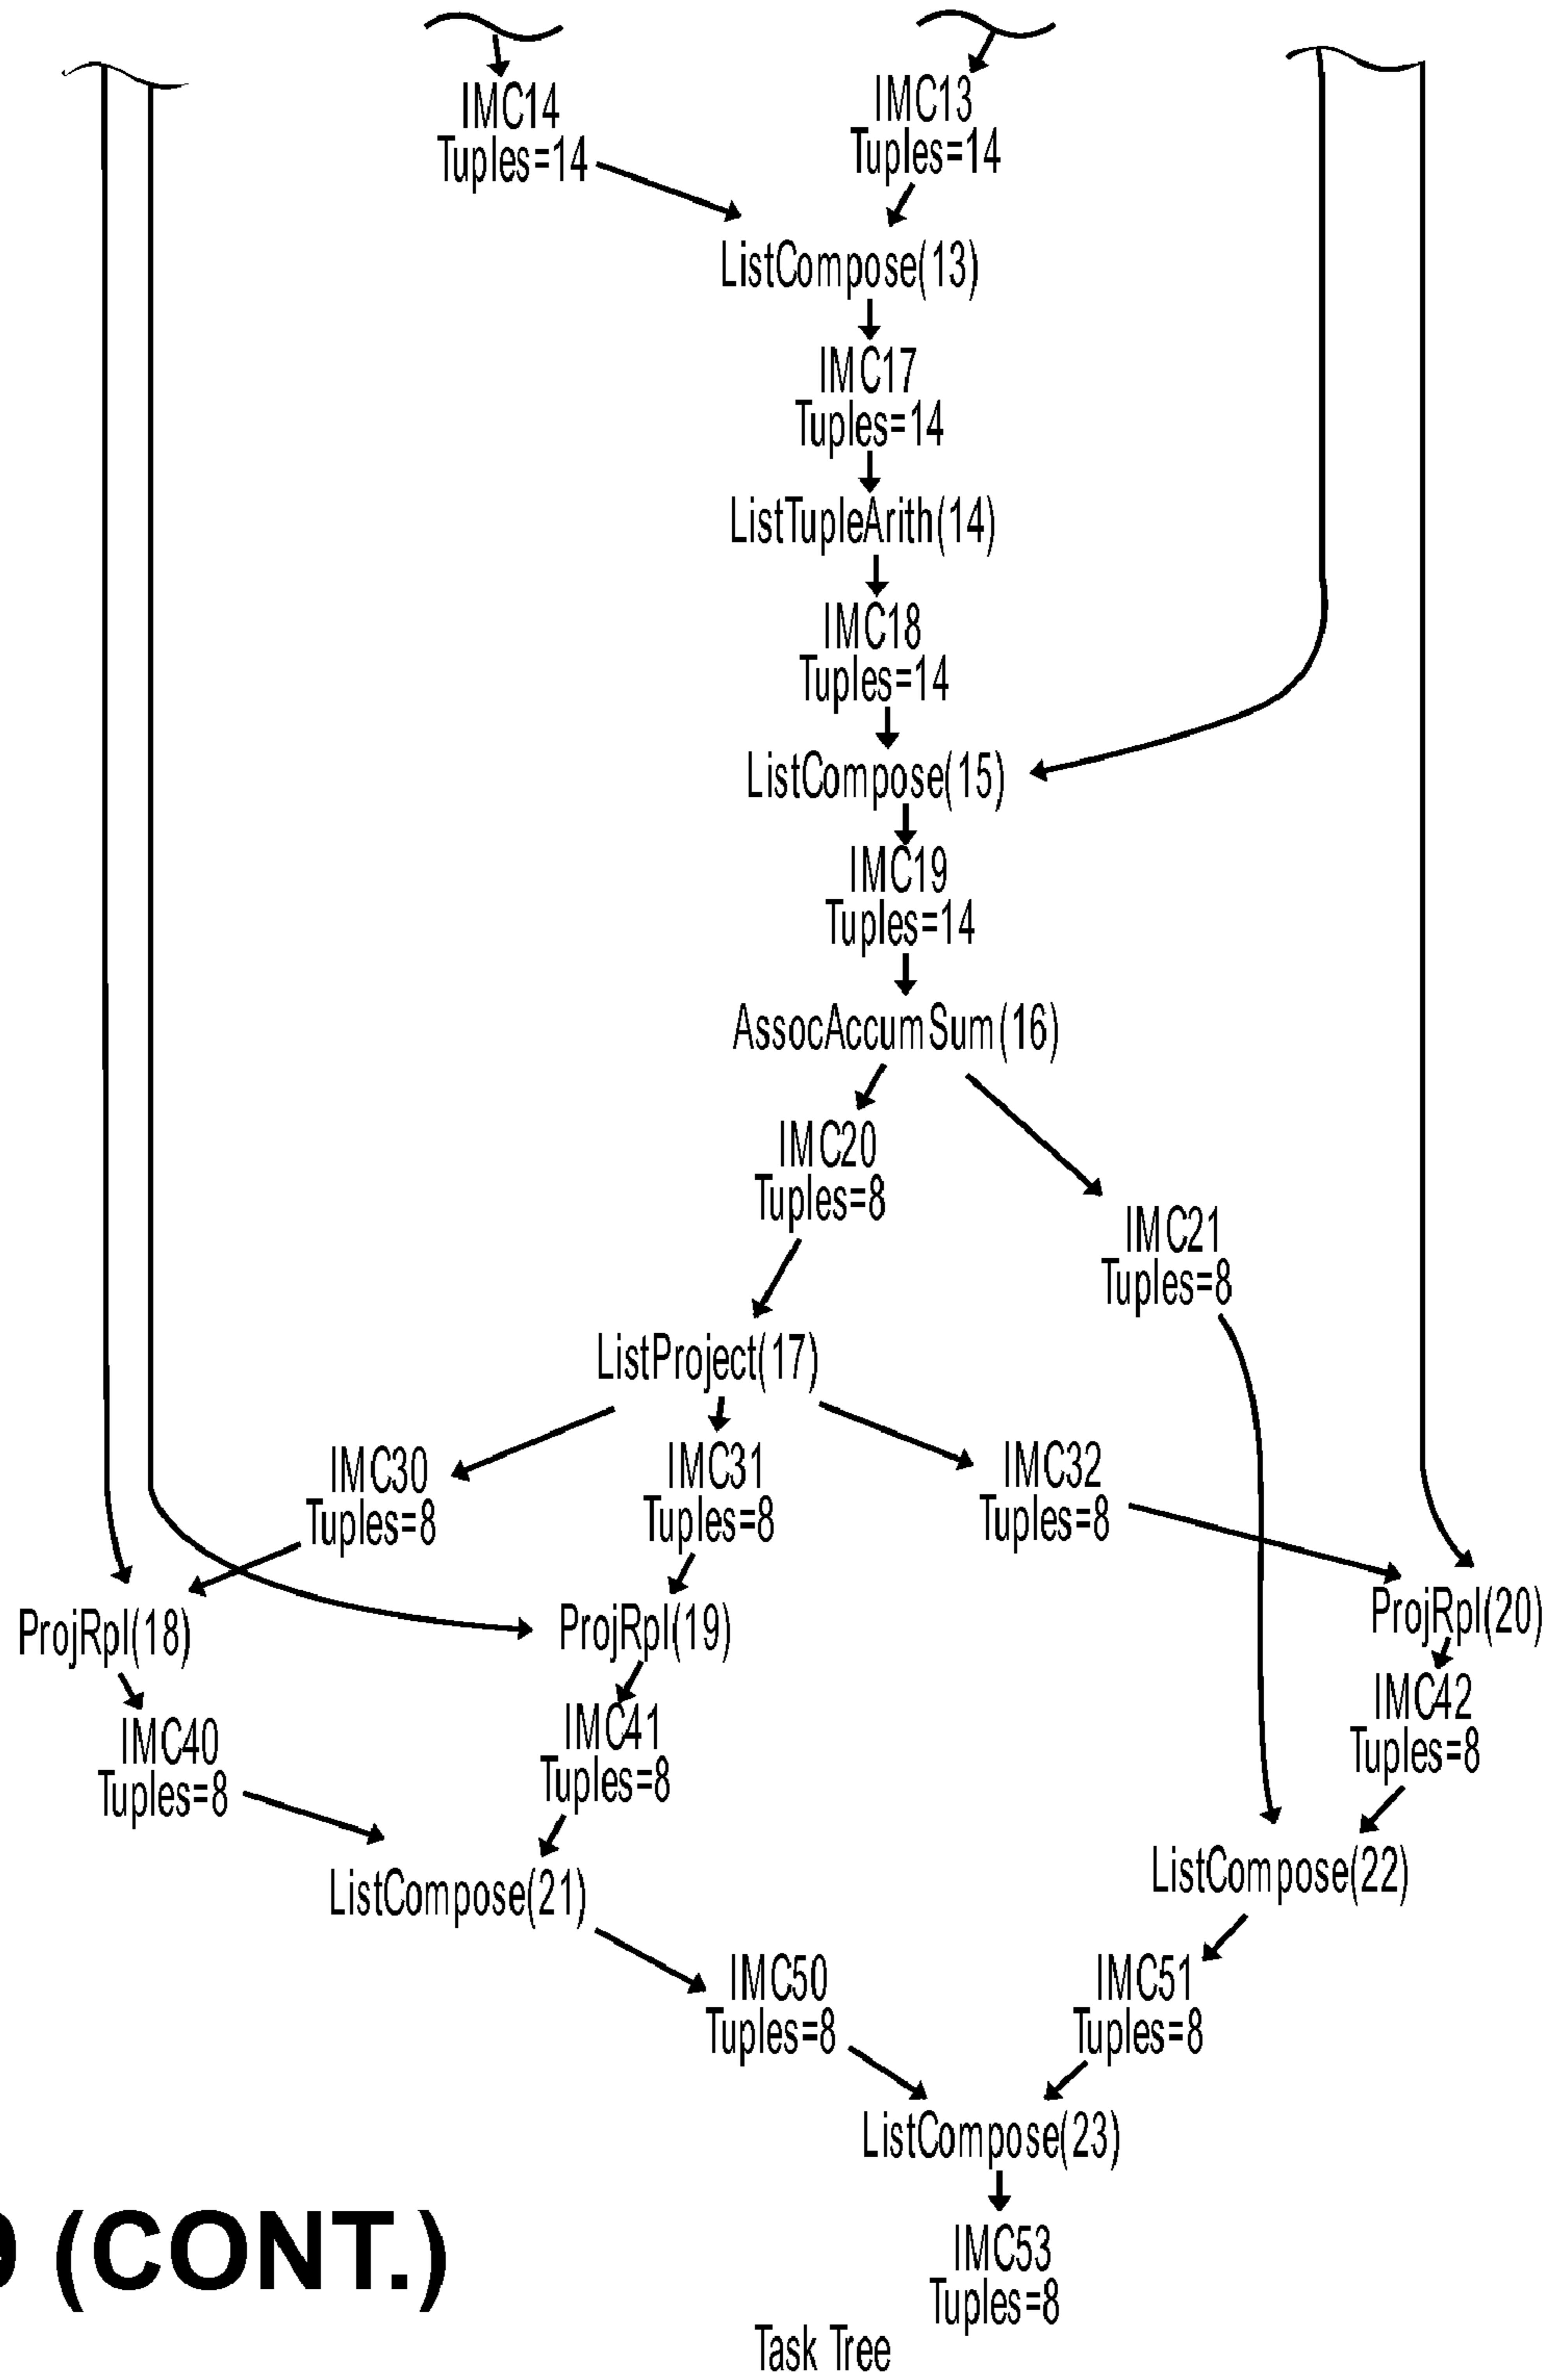 IMC14
Tuples=14
IMC13
Tuples=14
ListCompose(13)
IMC17
Tuples=14
ListTupleArith(14)
IMC18
Tuples=14
ListCompose(15)
IMC19
Tuples=14
AssocAccumSum(16)
IMC20
Tuples=8
IMC21
Tuples=8
ListProject(17)
IMC30
Tuples=8
IMC31
Tuples=8
IMC32
Tuples=8
ProjRpl(18)
ProjRpl(19)
ProjRpl(20)
IMC40
Tuples=8
IMC41
Tuples=8
IMC42
Tuples=8
ListCompose(21)
ListCompose(22)
IMC50
Tuples=8
IMC51
Tuples=8
ListCompose(23)
IMC53
Tuples=8
(CONT.)
Task Tree